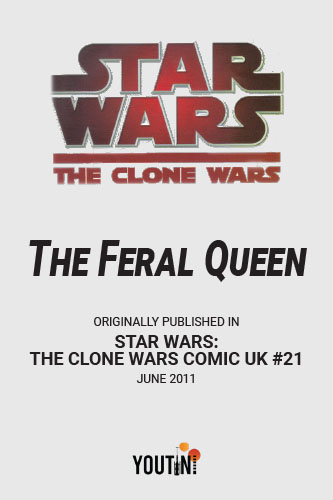 STAR
WARS
THE CLONE WARS
THE FERAL QUEEN
ORIGINALLY PUBLISHED IN
STAR WARS:
THE CLONE WARS COMIC UK #21
JUNE 2011
YOUTINI